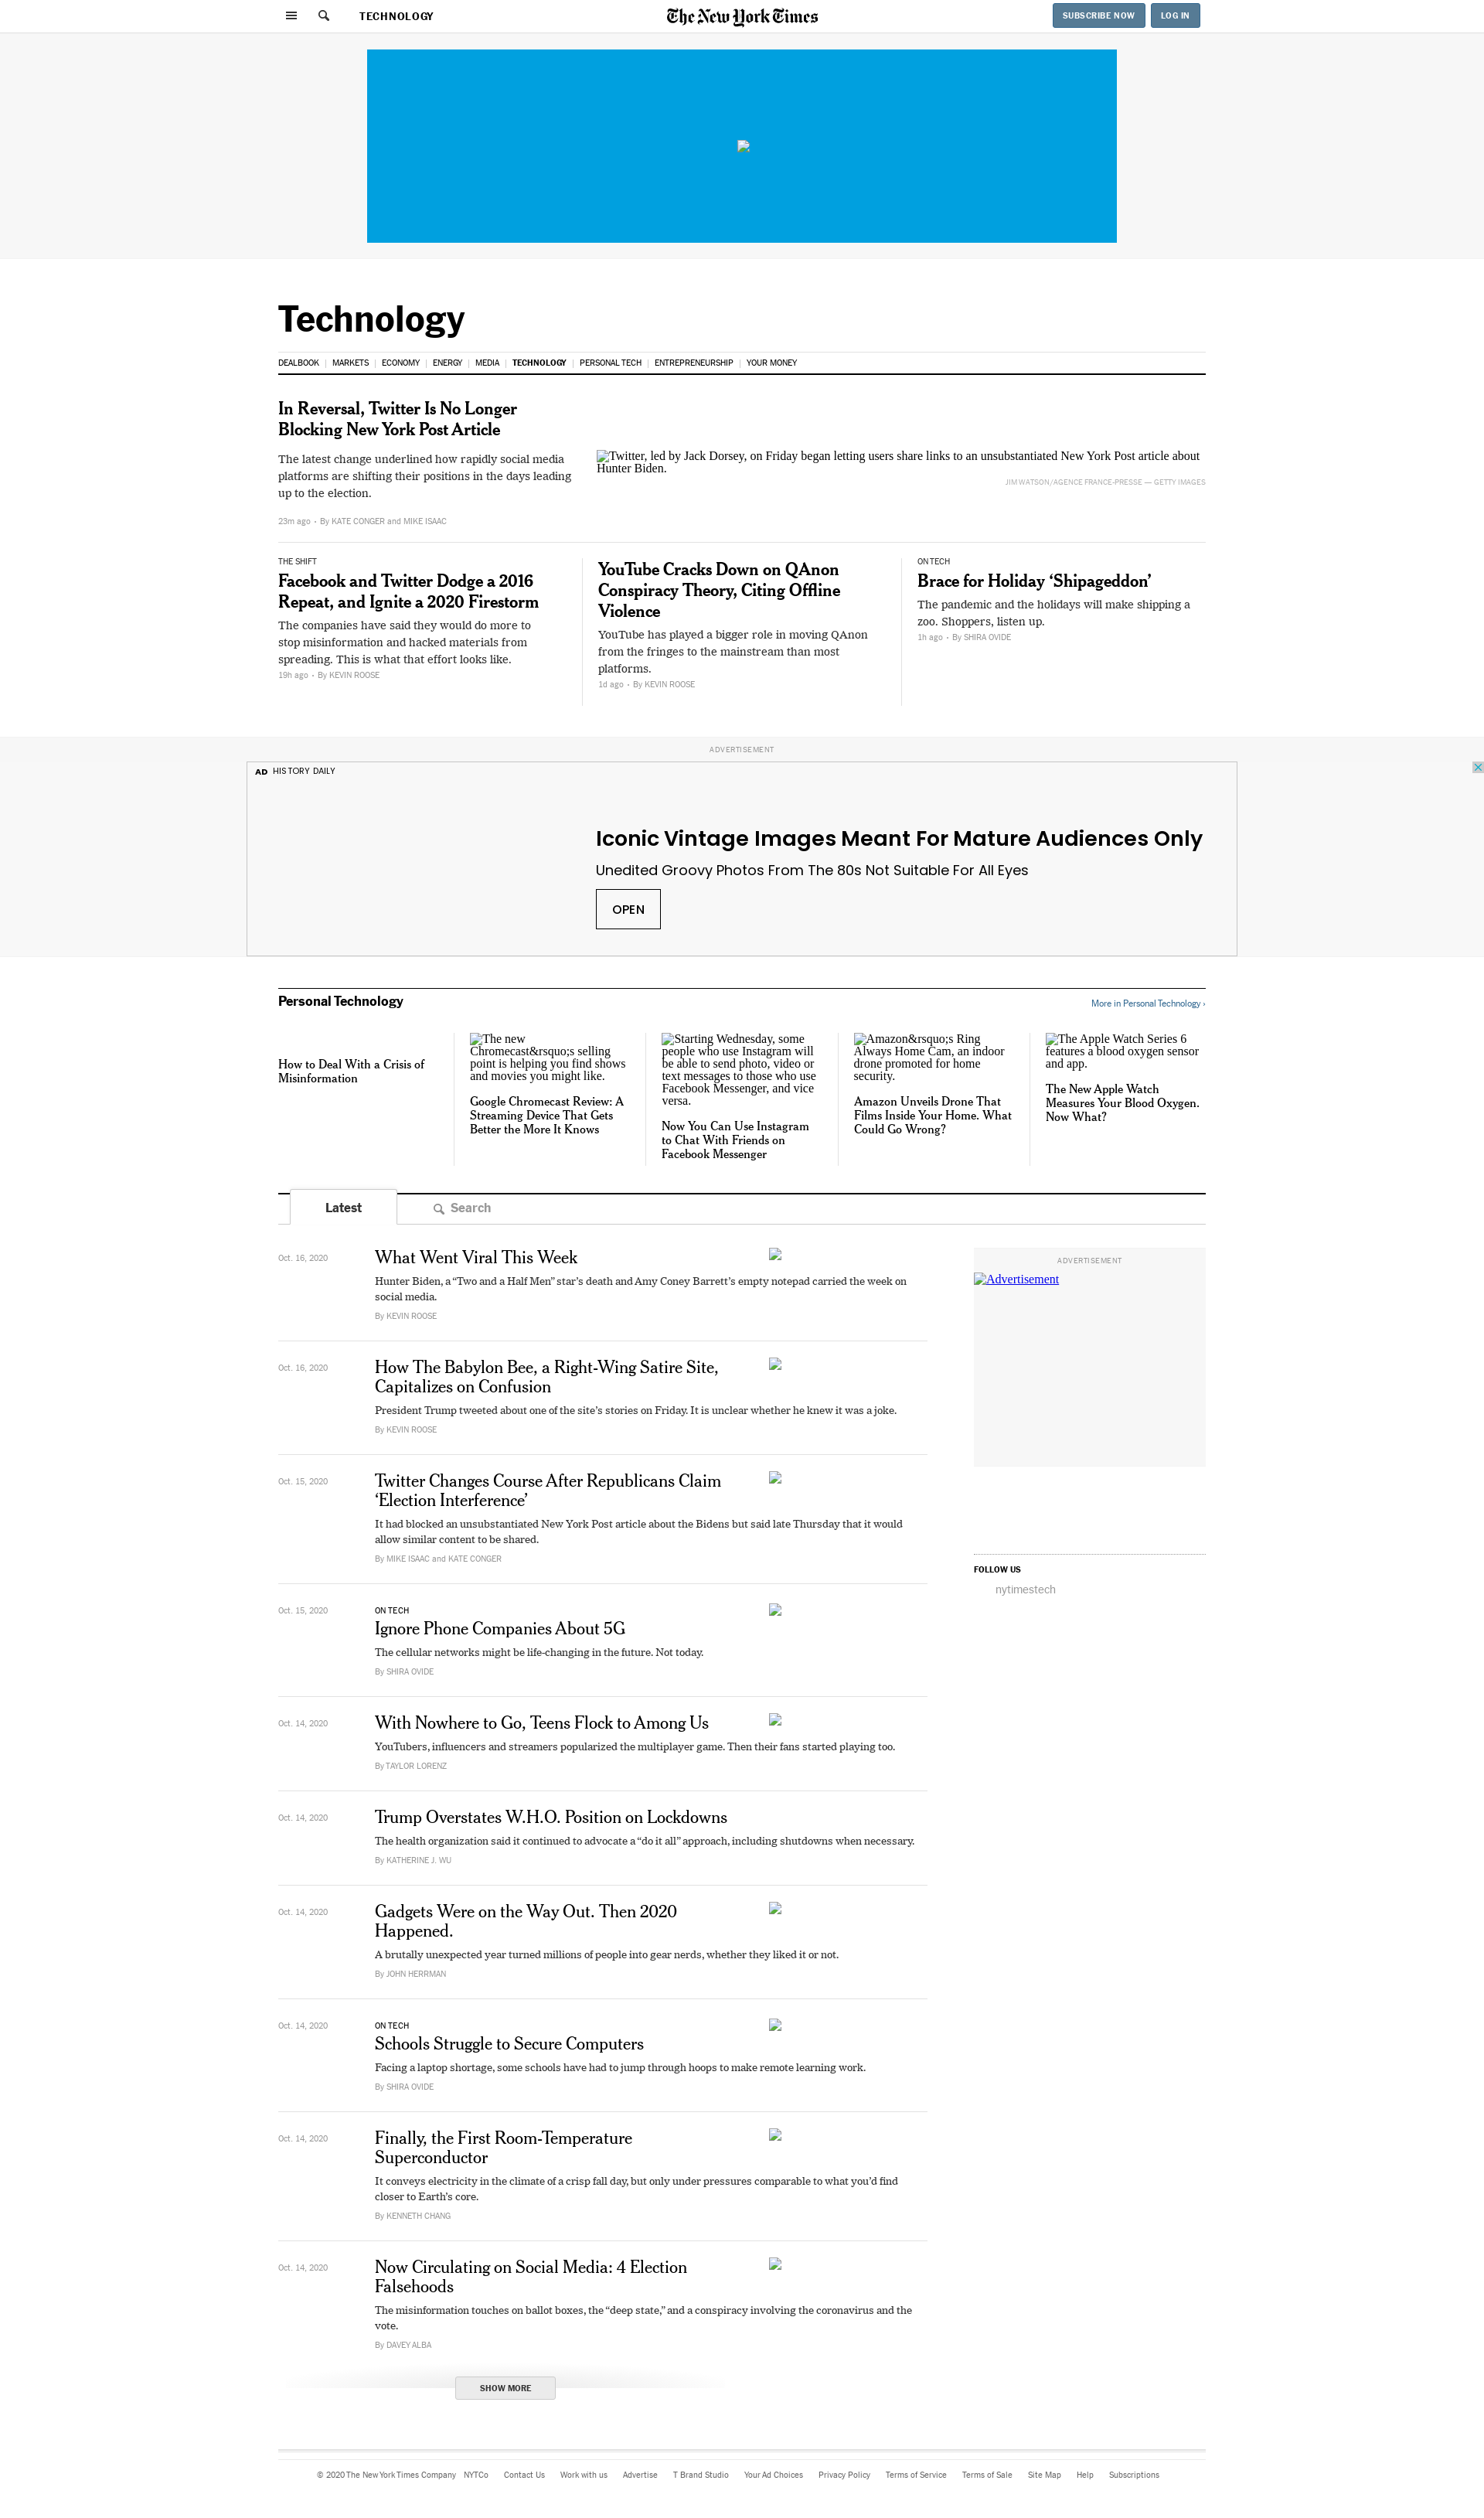 TECHNOLOGY
The New York Times
SUBSCRIBE NOW
LOG IN
Technology
DEALBOOK | MARKETS | ECONOMY | ENERGY | MEDIA | TECHNOLOGY | PERSONAL TECH | ENTREPRENEURSHIP | YOUR MONEY
In Reversal, Twitter Is No Longer
Blocking New York Post Article
The latest change underlined how rapidly social media
platforms are shifting their positions in the days leading
up to the election.
23m ago • By KATE CONGER and MIKE ISAAC
Twitter, led by Jack Dorsey, on Friday began letting users share links to an unsubstantiated New York Post article about
Hunter Biden.
JIM WATSON/AGENCE FRANCE-PRESSE — GETTY IMAGES
THE SHIFT
Facebook and Twitter Dodge a 2016
Repeat, and Ignite a 2020 Firestorm
The companies have said they would do more to
stop misinformation and hacked materials from
spreading. This is what that effort looks like.
19h ago • By KEVIN ROOSE
YouTube Cracks Down on QAnon
Conspiracy Theory, Citing Offline
Violence
YouTube has played a bigger role in moving QAnon
from the fringes to the mainstream than most
platforms.
1d ago • By KEVIN ROOSE
ON TECH
Brace for Holiday ‘Shipageddon’
The pandemic and the holidays will make shipping a
zoo. Shoppers, listen up.
1h ago • By SHIRA OVIDE
ADVERTISEMENT
AD HISTORY DAILY
Iconic Vintage Images Meant For Mature Audiences Only
Unedited Groovy Photos From The 80s Not Suitable For All Eyes
OPEN
Personal Technology
More in Personal Technology ›
How to Deal With a Crisis of
Misinformation
The new
Chromecast&rsquo;s selling
point is helping you find shows
and movies you might like.
Google Chromecast Review: A
Streaming Device That Gets
Better the More It Knows
Starting Wednesday, some
people who use Instagram will
be able to send photo, video or
text messages to those who use
Facebook Messenger, and vice
versa.
Now You Can Use Instagram
to Chat With Friends on
Facebook Messenger
Amazon&rsquo;s Ring
Always Home Cam, an indoor
drone promoted for home
security.
Amazon Unveils Drone That
Films Inside Your Home. What
Could Go Wrong?
The Apple Watch Series 6
features a blood oxygen sensor
and app.
The New Apple Watch
Measures Your Blood Oxygen.
Now What?
Latest
Search
Oct. 16, 2020
What Went Viral This Week
Hunter Biden, a “Two and a Half Men” star’s death and Amy Coney Barrett’s empty notepad carried the week on
social media.
By KEVIN ROOSE
Oct. 16, 2020
How The Babylon Bee, a Right-Wing Satire Site,
Capitalizes on Confusion
President Trump tweeted about one of the site’s stories on Friday. It is unclear whether he knew it was a joke.
By KEVIN ROOSE
Oct. 15, 2020
Twitter Changes Course After Republicans Claim
‘Election Interference’
It had blocked an unsubstantiated New York Post article about the Bidens but said late Thursday that it would
allow similar content to be shared.
By MIKE ISAAC and KATE CONGER
Oct. 15, 2020
ON TECH
Ignore Phone Companies About 5G
The cellular networks might be life-changing in the future. Not today.
By SHIRA OVIDE
Oct. 14, 2020
With Nowhere to Go, Teens Flock to Among Us
YouTubers, influencers and streamers popularized the multiplayer game. Then their fans started playing too.
By TAYLOR LORENZ
Oct. 14, 2020
Trump Overstates W.H.O. Position on Lockdowns
The health organization said it continued to advocate a “do it all” approach, including shutdowns when necessary.
By KATHERINE J. WU
Oct. 14, 2020
Gadgets Were on the Way Out. Then 2020
Happened.
A brutally unexpected year turned millions of people into gear nerds, whether they liked it or not.
By JOHN HERRMAN
Oct. 14, 2020
ON TECH
Schools Struggle to Secure Computers
Facing a laptop shortage, some schools have had to jump through hoops to make remote learning work.
By SHIRA OVIDE
Oct. 14, 2020
Finally, the First Room-Temperature
Superconductor
It conveys electricity in the climate of a crisp fall day, but only under pressures comparable to what you’d find
closer to Earth’s core.
By KENNETH CHANG
Oct. 14, 2020
Now Circulating on Social Media: 4 Election
Falsehoods
The misinformation touches on ballot boxes, the “deep state,” and a conspiracy involving the coronavirus and the
vote.
By DAVEY ALBA
SHOW MORE
ADVERTISEMENT
Advertisement
FOLLOW US
nytimestech
© 2020 The New York Times Company NYTCo Contact Us Work with us Advertise T Brand Studio Your Ad Choices Privacy Policy Terms of Service Terms of Sale Site Map Help Subscriptions